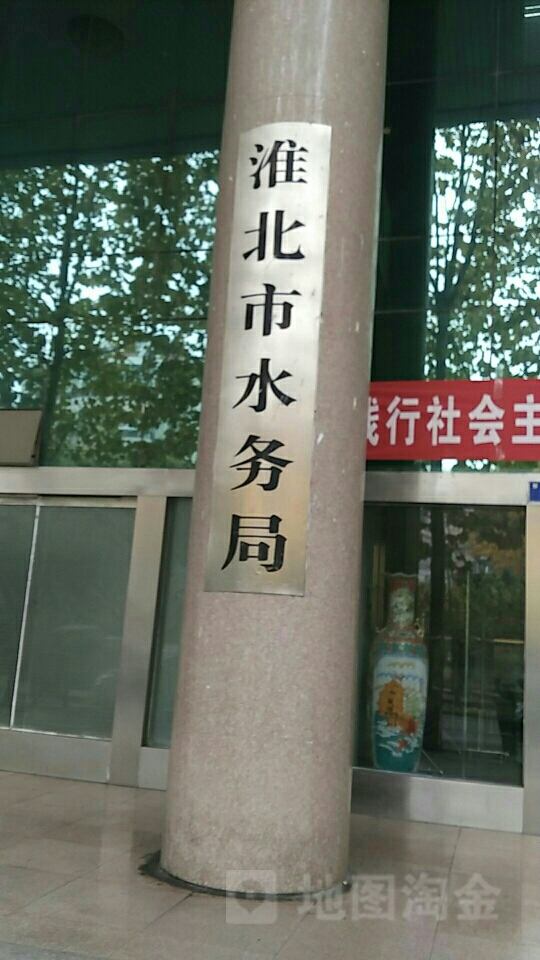 淮北市水务局
践行社会主
地图淘金